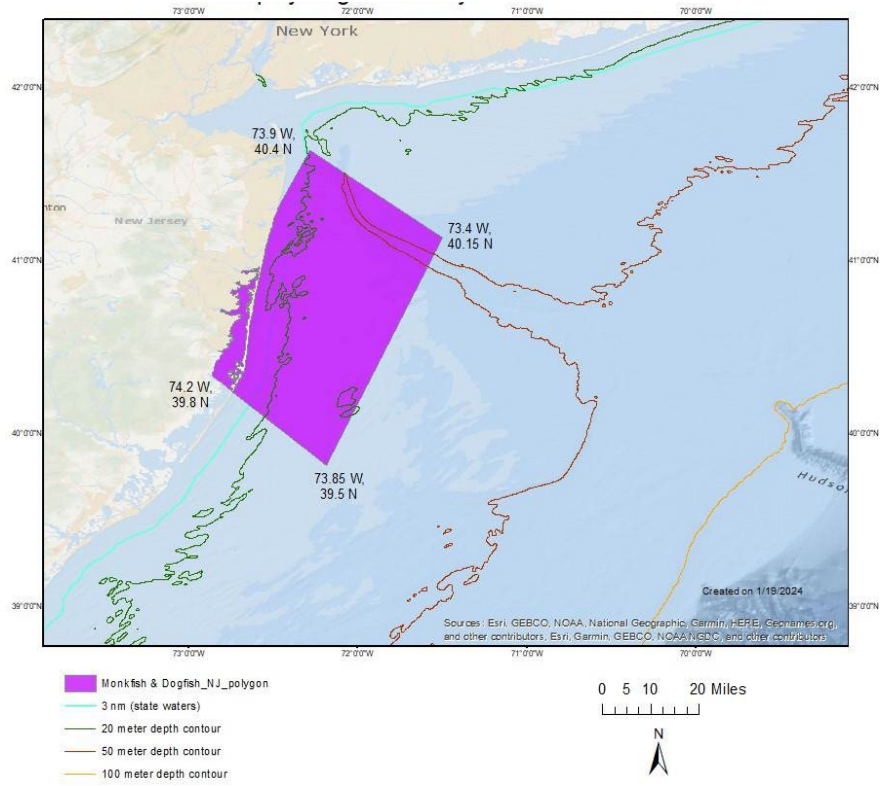 73°0'0"W 72°0'0"W 71°0'0"W 70°0'0"W
New York
42°0'0"N 42°0'0"N
73.9 W,
40.4 N
New Jersey
73.4 W,
40.15 N
41°0'0"N 41°0'0"N
74.2 W,
39.8 N
40°0'0"N 40°0'0"N
73.85 W,
39.5 N
Hudso
39°0'0"N 39°0'0"N
Created on 1/19/2024
Sources: Esri, GEBCO, NOAA, National Geographic, Garmin, HERE, Geonames.org,
and other contributors, Esri, Garmin, GEBCO, NOAA NGDC, and other contributors
73°0'0"W 72°0'0"W 71°0'0"W 70°0'0"W
Monkfish & Dogfish_NJ_polygon
3 nm (state waters)
20 meter depth contour
50 meter depth contour
100 meter depth contour
0 5 10 20 Miles
N